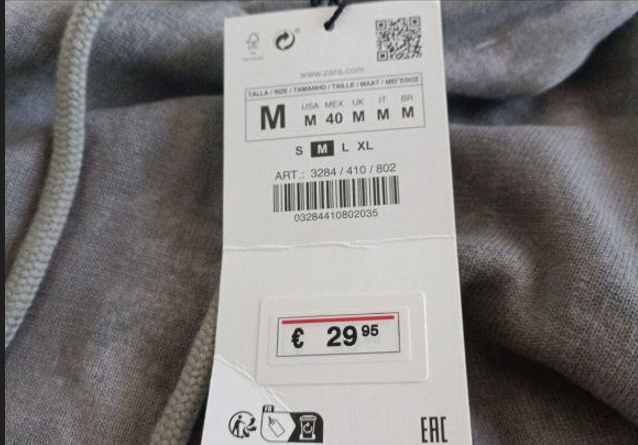 www.zara.com
TALLA / SIZE / TAMANHO / TAILLE / MAAT / ΜΕΓΕΘΟΣ
USA MEX UK IT BR
M M 40 M M M
S M L XL
ART.: 3284 / 410 / 802
03284410802035
€ 29 95
FR
EAC